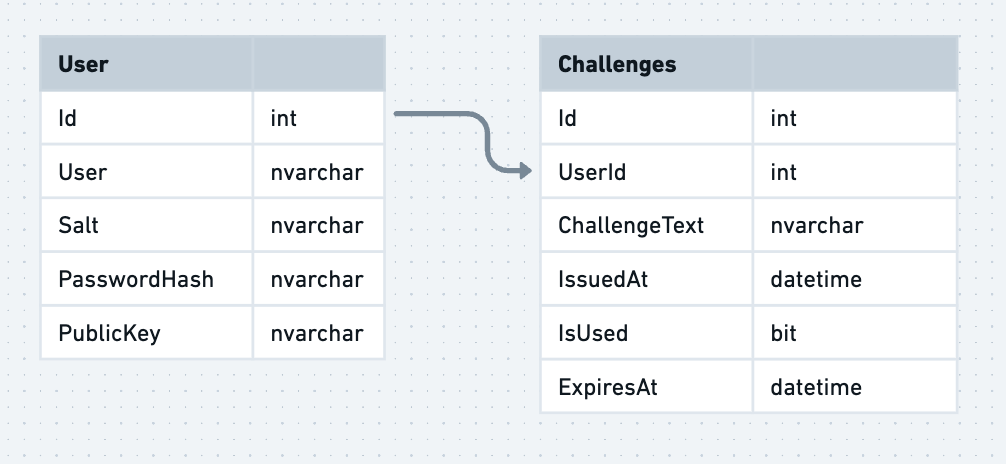 User
Id int
User nvarchar
Salt nvarchar
PasswordHash nvarchar
PublicKey nvarchar
Challenges
Id int
UserId int
ChallengeText nvarchar
IssuedAt datetime
IsUsed bit
ExpiresAt datetime